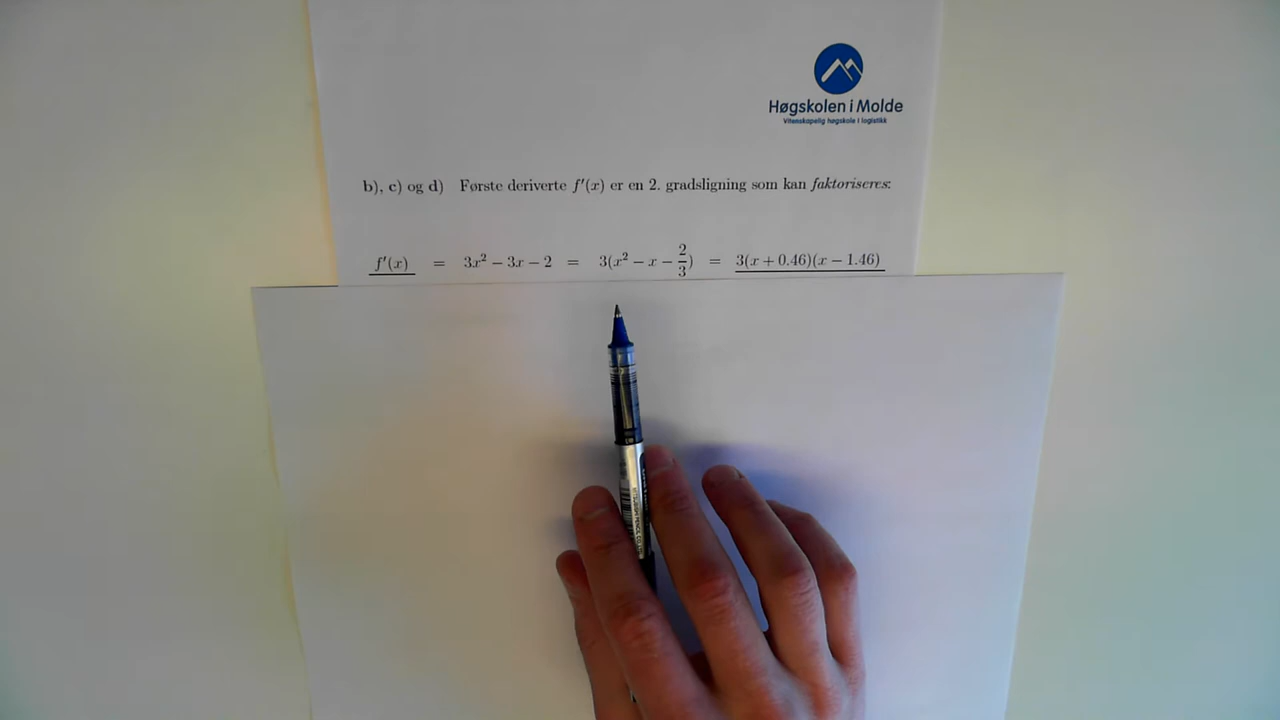 Høgskolen i Molde
Vitenskapelig høgskole i logistikk
b), c) og d) Første deriverte f′(x) er en 2. gradsligning som kan faktoriseres:
f′(x) = 3x² − 3x − 2 = 3(x² − x − 2/3) = 3(x + 0.46)(x − 1.46)